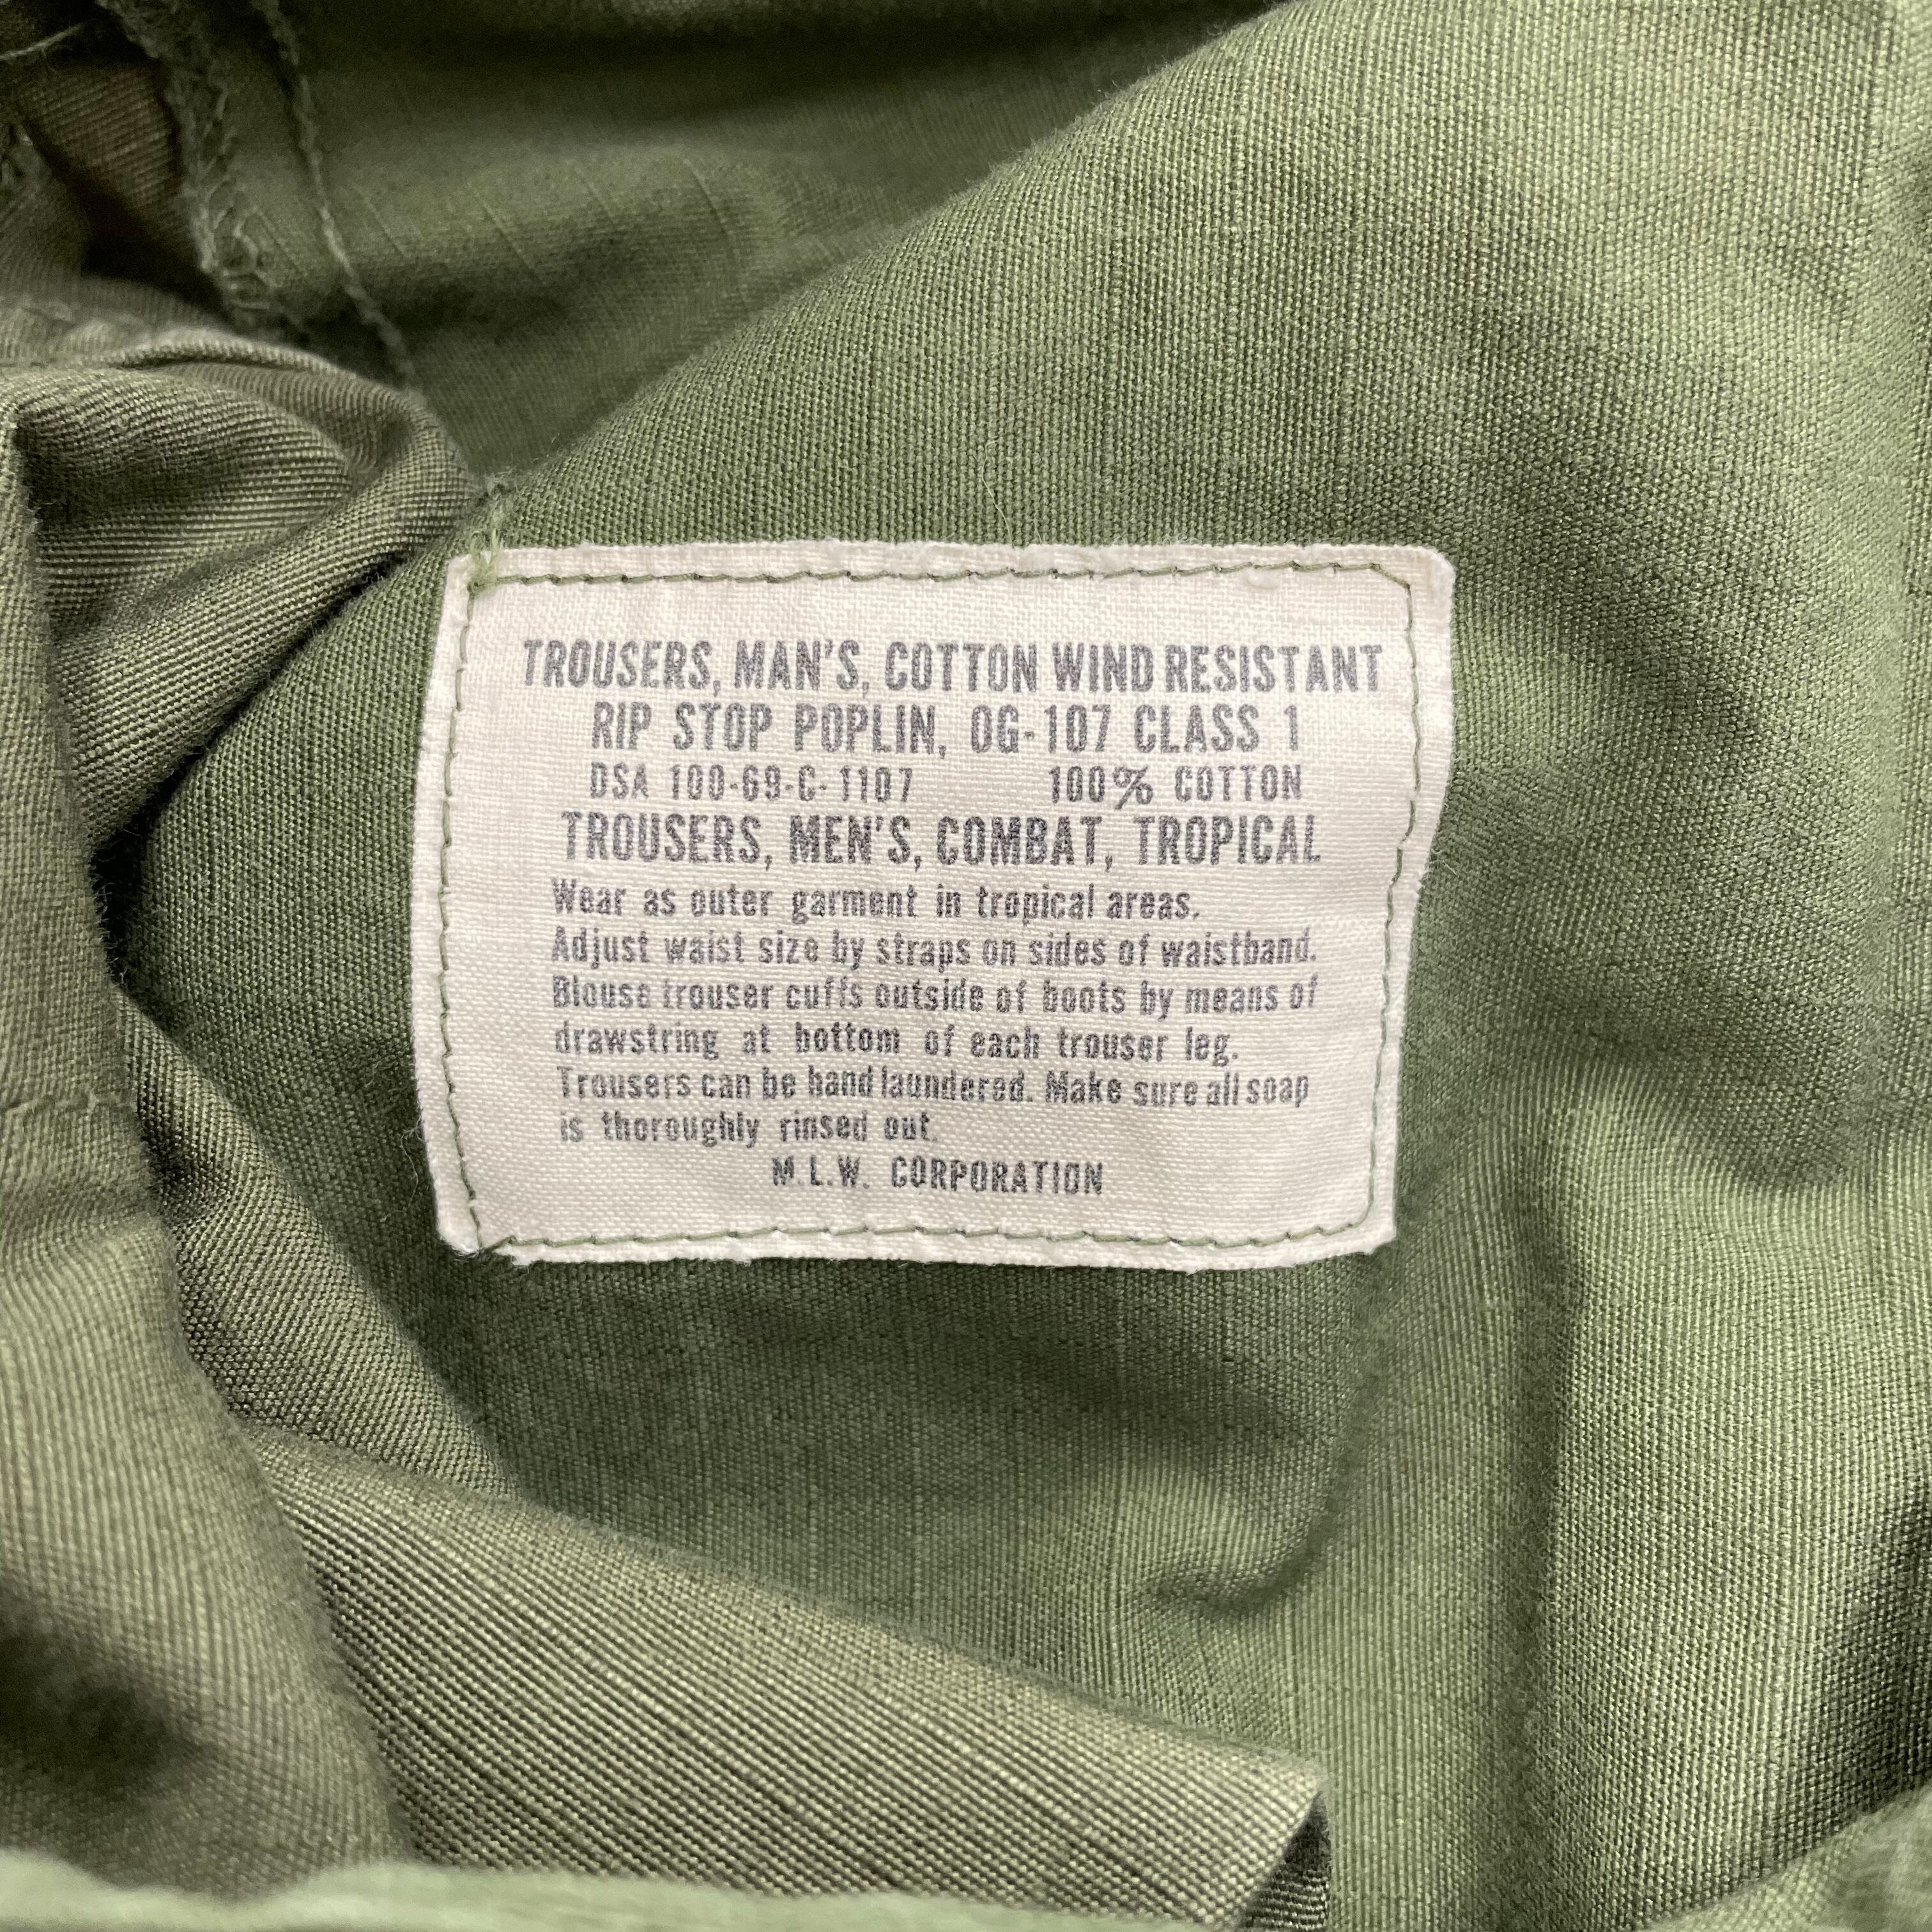 TROUSERS, MAN'S, COTTON WIND RESISTANT
RIP STOP POPLIN, OG-107 CLASS 1
DSA 100-69-C-1107 100% COTTON
TROUSERS, MEN'S, COMBAT, TROPICAL
Wear as outer garment in tropical areas.
Adjust waist size by straps on sides of waistband.
Blouse trouser cuffs outside of boots by means of
drawstring at bottom of each trouser leg.
Trousers can be hand laundered. Make sure all soap
is thoroughly rinsed out.
M.L.W. CORPORATION